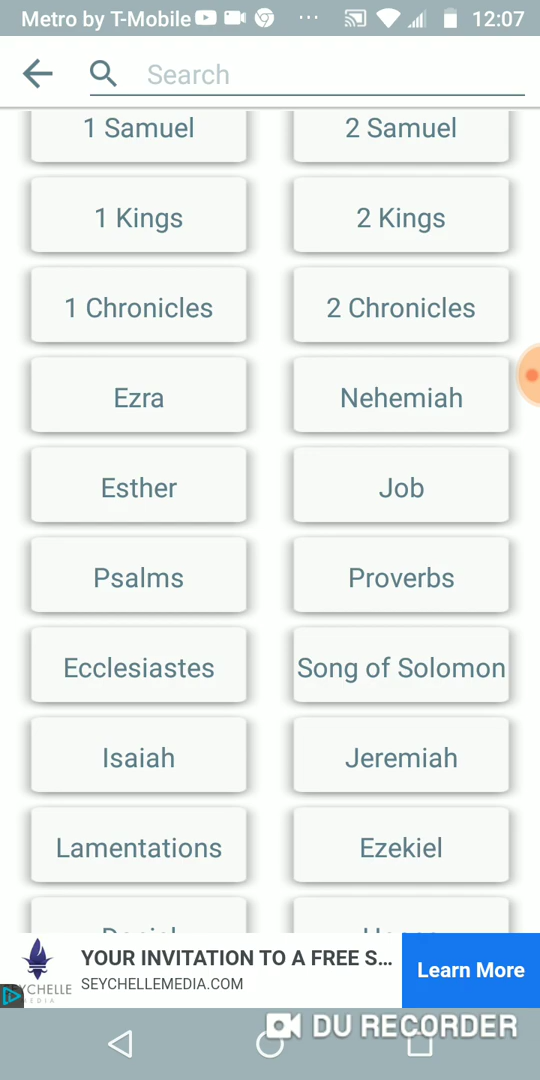 Metro by T-Mobile 12:07
Search
1 Samuel 2 Samuel
1 Kings 2 Kings
1 Chronicles 2 Chronicles
Ezra Nehemiah
Esther Job
Psalms Proverbs
Ecclesiastes Song of Solomon
Isaiah Jeremiah
Lamentations Ezekiel
Daniel Hosea
YOUR INVITATION TO A FREE S...
SEYCHELLEMEDIA.COM
Learn More
DU RECORDER